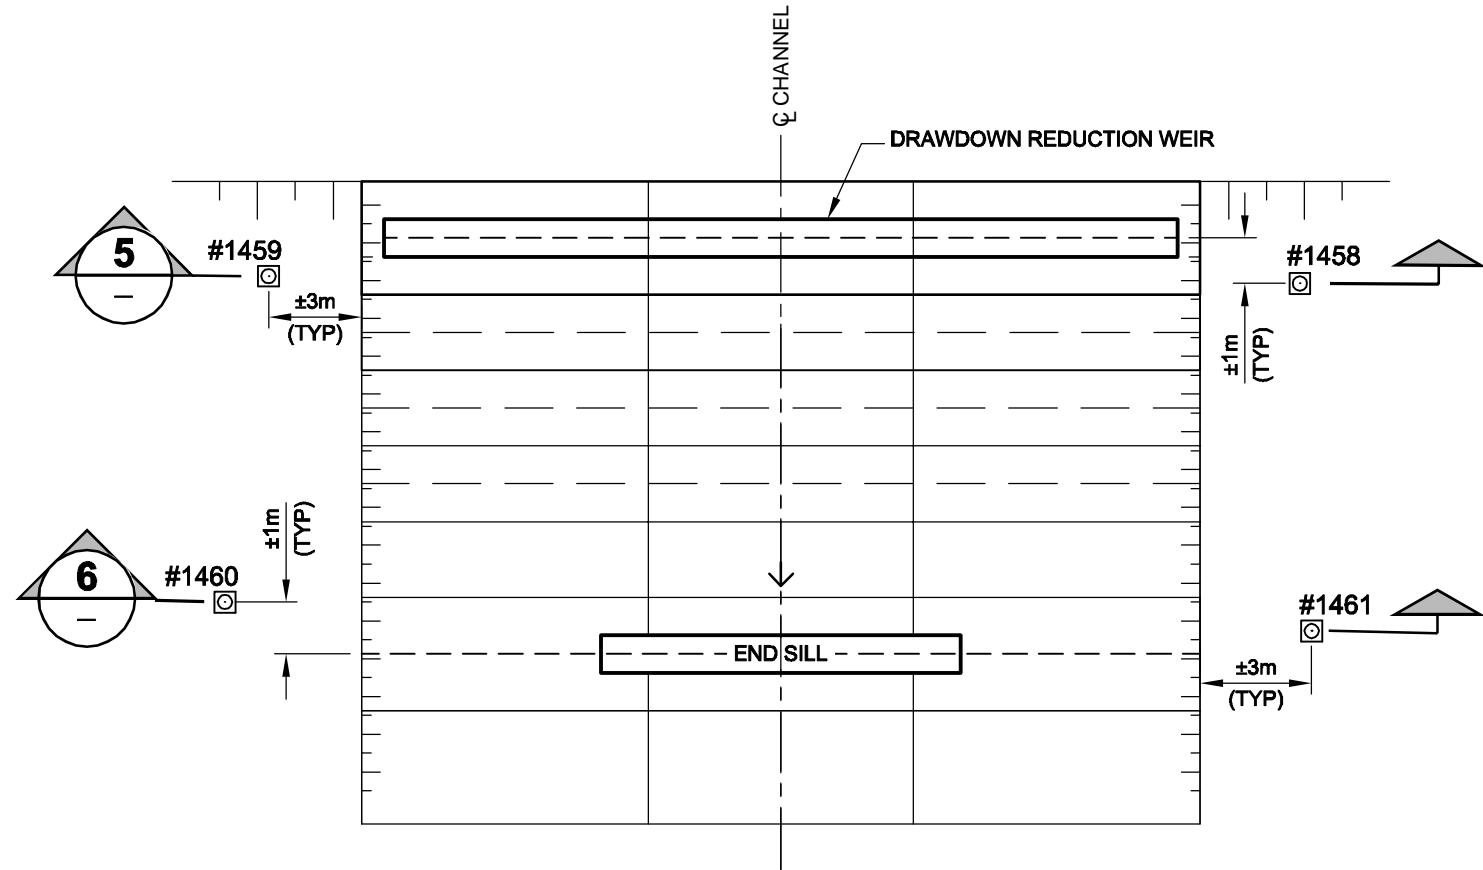 ℄ CHANNEL
DRAWDOWN REDUCTION WEIR
5
–
#1459
±3m
(TYP)
#1458
±1m
(TYP)
±1m
(TYP)
6
–
#1460
END SILL
#1461
±3m
(TYP)